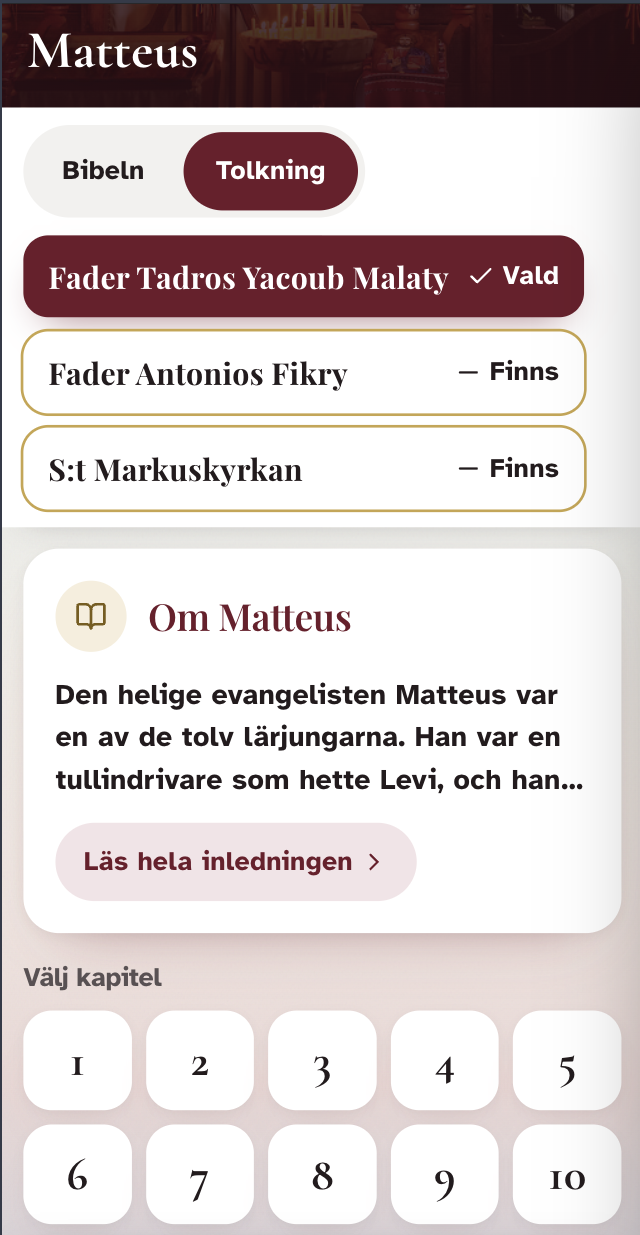 Matteus
Bibeln
Tolkning
Fader Tadros Yacoub Malaty ✓ Vald
Fader Antonios Fikry – Finns
S:t Markuskyrkan – Finns
Om Matteus
Den helige evangelisten Matteus var
en av de tolv lärjungarna. Han var en
tullindrivare som hette Levi, och han...
Läs hela inledningen >
Välj kapitel
1 2 3 4 5
6 7 8 9 10